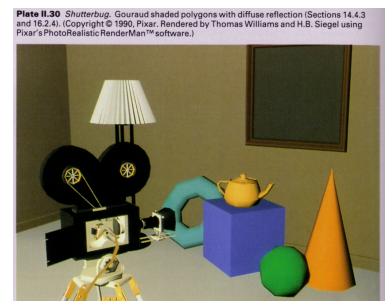 Plate II.30 Shutterbug. Gouraud shaded polygons with diffuse reflection (Sections 14.4.3
and 16.2.4). (Copyright © 1990, Pixar. Rendered by Thomas Williams and H.B. Siegel using
Pixar's PhotoRealistic RenderMan™ software.)